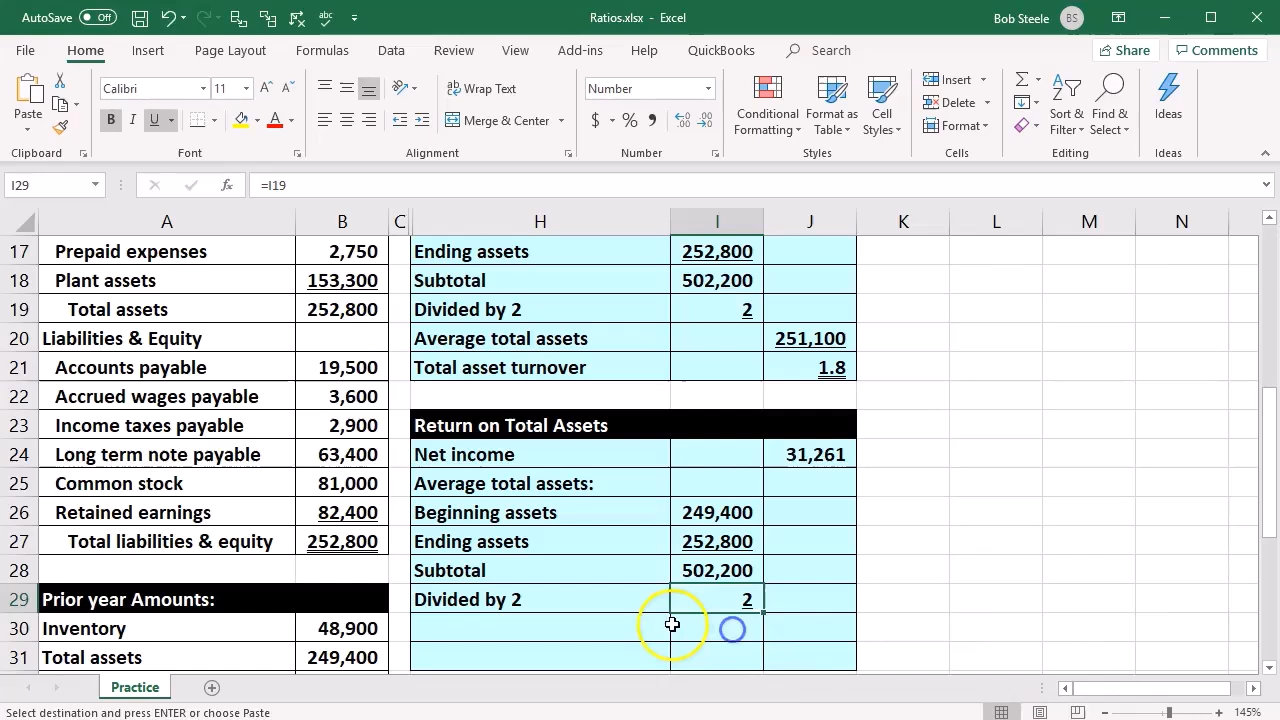 AutoSave Off Ratios.xlsx - Excel Bob Steele BS
File Home Insert Page Layout Formulas Data Review View Add-ins Help QuickBooks Search Share Comments
Calibri 11 Wrap Text Number Insert
Paste B I U Merge & Center $ % Conditional Formatting Format as Table Cell Styles Delete Format Sort & Filter Find & Select Ideas
Clipboard Font Alignment Number Styles Cells Editing Ideas
I29 fx =I19
A B C H I J K L M N
17 Prepaid expenses 2,750 Ending assets 252,800
18 Plant assets 153,300 Subtotal 502,200
19 Total assets 252,800 Divided by 2 2
20 Liabilities & Equity Average total assets 251,100
21 Accounts payable 19,500 Total asset turnover 1.8
22 Accrued wages payable 3,600
23 Income taxes payable 2,900 Return on Total Assets
24 Long term note payable 63,400 Net income 31,261
25 Common stock 81,000 Average total assets:
26 Retained earnings 82,400 Beginning assets 249,400
27 Total liabilities & equity 252,800 Ending assets 252,800
28 Subtotal 502,200
29 Prior year Amounts: Divided by 2 2
30 Inventory 48,900
31 Total assets 249,400
Practice
Select destination and press ENTER or choose Paste 145%